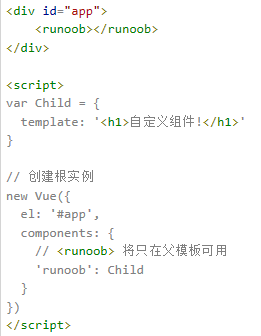 <div id="app">
    <runoob></runoob>
</div>

<script>
var Child = {
  template: '<h1>自定义组件!</h1>'
}

// 创建根实例
new Vue({
  el: '#app',
  components: {
    // <runoob> 将只在父模板可用
    'runoob': Child
  }
})
</script>